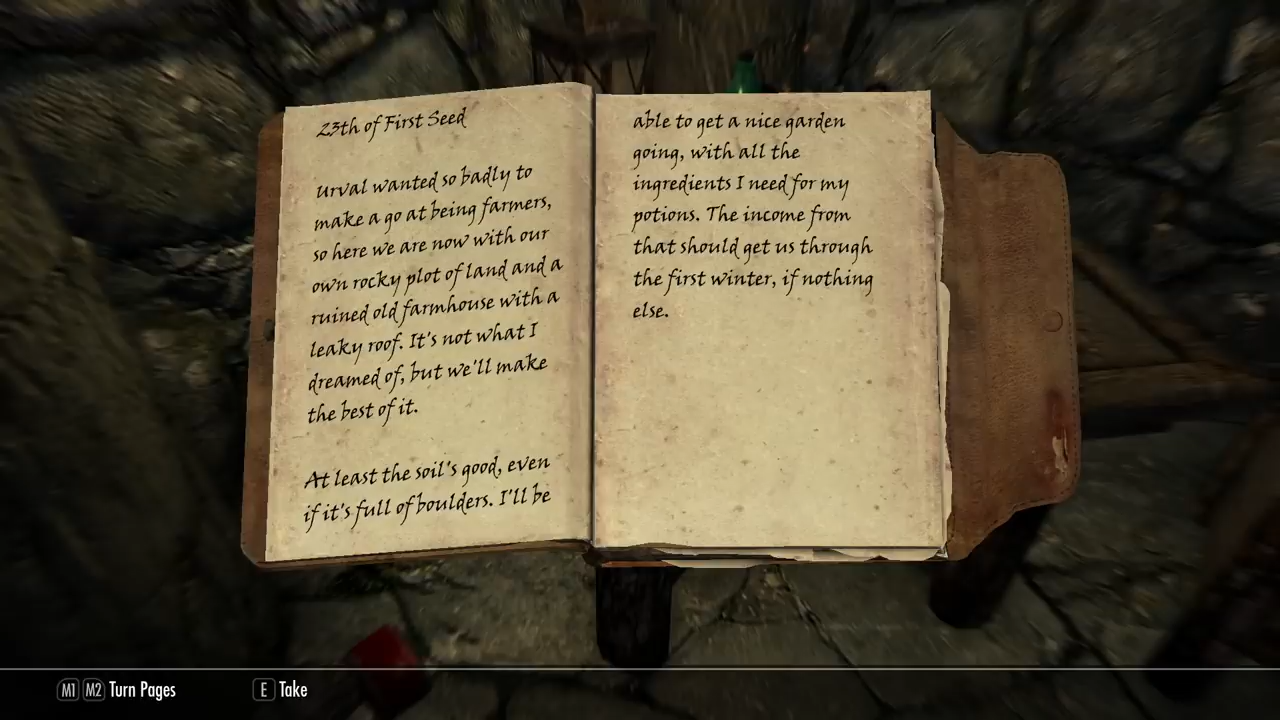 23th of First Seed
Urval wanted so badly to
make a go at being farmers,
so here we are now with our
own rocky plot of land and a
ruined old farmhouse with a
leaky roof. It's not what I
dreamed of, but we'll make
the best of it.
At least the soil's good, even
if it's full of boulders. I'll be
able to get a nice garden
going, with all the
ingredients I need for my
potions. The income from
that should get us through
the first winter, if nothing
else.
M1 M2 Turn Pages
E Take